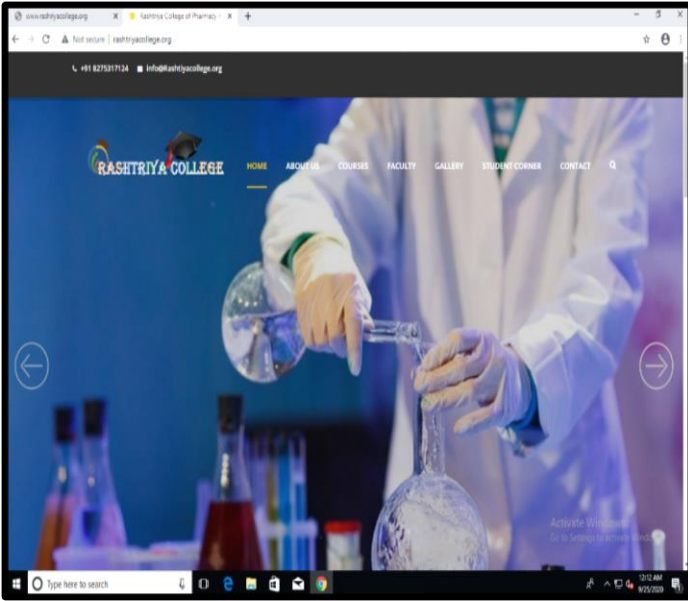 www.rashtriyacollege.org
Rashtriya College of Pharmacy -
Not secure | rashtriyacollege.org
+91 8275317124 info@Rashtiyacollege.org
RASHTRIYA COLLEGE
HOME ABOUT US COURSES FACULTY GALLERY STUDENT CORNER CONTACT
Activate Windows
Go to Settings to activate Windows
Type here to search
12:12 AM
9/25/2020